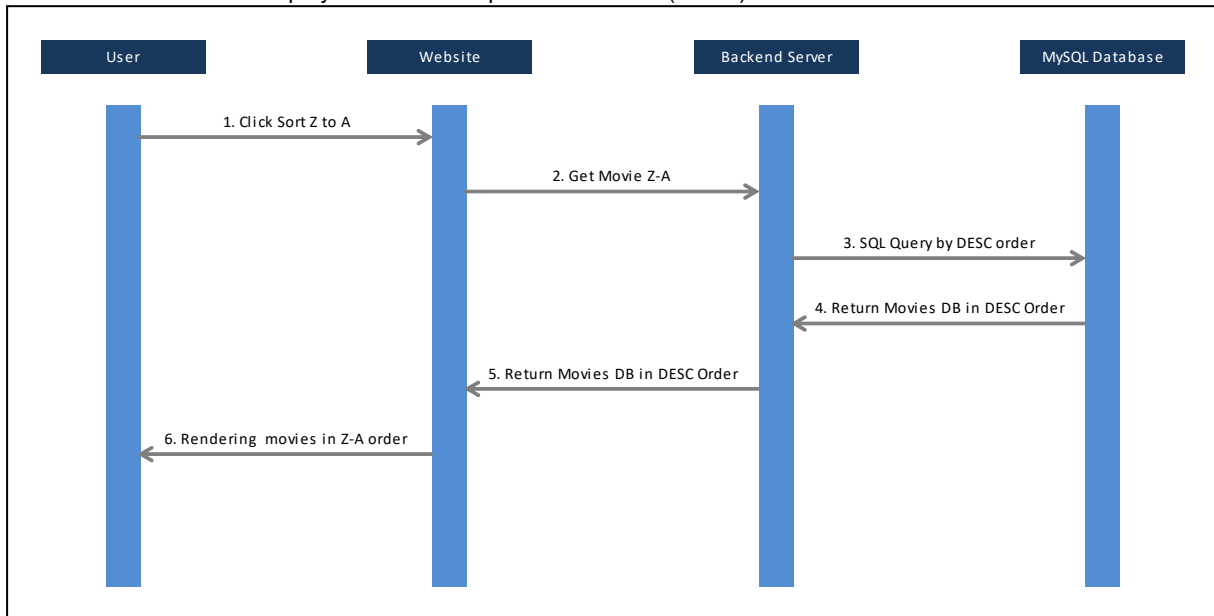 User Website Backend Server MySQL Database
1. Click Sort Z to A
2. Get Movie Z-A
3. SQL Query by DESC order
4. Return Movies DB in DESC Order
5. Return Movies DB in DESC Order
6. Rendering movies in Z-A order